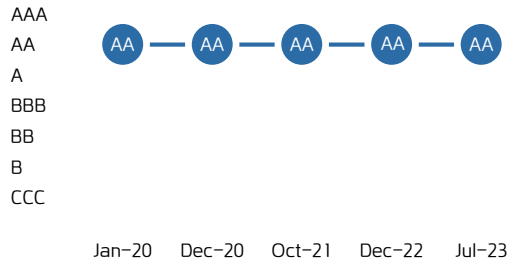 AAA
AA AA AA AA AA AA
A
BBB
BB
B
CCC
Jan–20 Dec–20 Oct–21 Dec–22 Jul–23